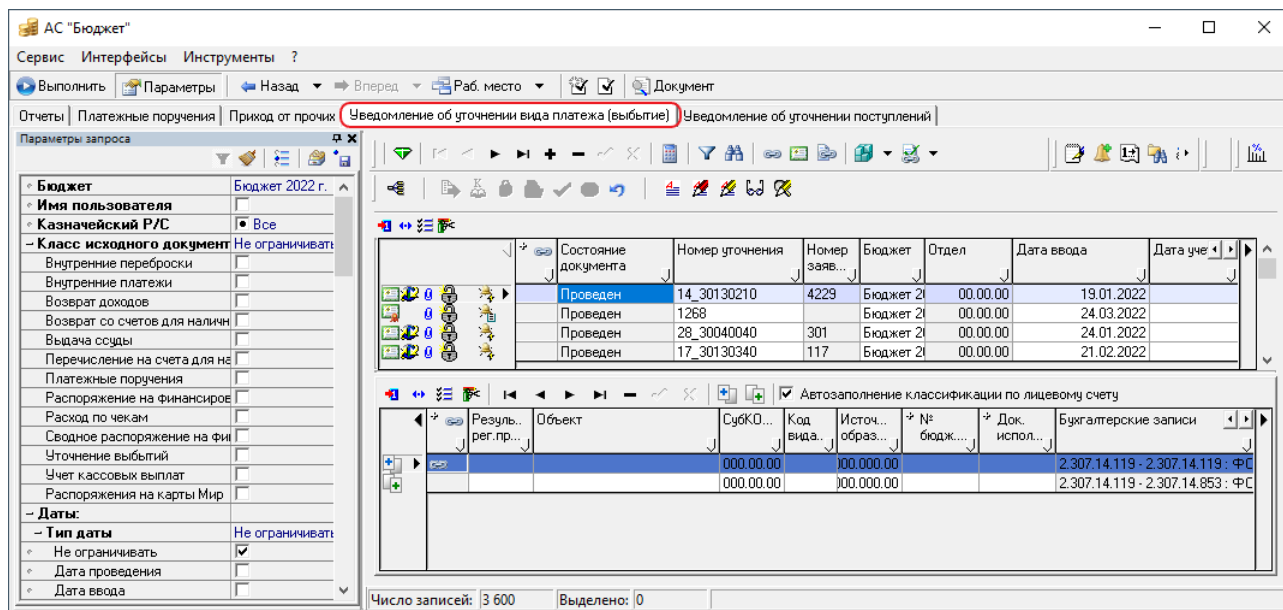 АС "Бюджет"
Сервис Интерфейсы Инструменты ?
Выполнить Параметры Назад Вперед Раб. место Документ
Отчеты Платежные поручения Приход от прочих Уведомление об уточнении вида платежа (выбытие) Уведомление об уточнении поступлений
Параметры запроса
Бюджет Бюджет 2022 г.
Имя пользователя
Казначейский Р/С Все
Класс исходного документ Не ограничивать
Внутренние переброски
Внутренние платежи
Возврат доходов
Возврат со счетов для наличн
Выдача ссуды
Перечисление на счета для на
Платежные поручения
Распоряжение на финансиров
Расход по чекам
Сводное распоряжение на фи
Уточнение выбытий
Учет кассовых выплат
Распоряжения на карты Мир
Даты:
Тип даты Не ограничивать
Не ограничивать
Дата проведения
Дата ввода
Состояние документа Номер уточнения Номер заяв... Бюджет Отдел Дата ввода Дата уче
Проведен 14_30130210 4229 Бюджет 20 00.00.00 19.01.2022
Проведен 1268 Бюджет 20 00.00.00 24.03.2022
Проведен 28_30040040 301 Бюджет 20 00.00.00 24.01.2022
Проведен 17_30130340 117 Бюджет 20 00.00.00 21.02.2022
Автозаполнение классификации по лицевому счету
Резуль.. рег.пр... Объект СубКО... Код вида.. Источ... образ... № бюдж.... Док. испол... Бухгалтерские записи
000.00.00 000.000.00 2.307.14.119 - 2.307.14.119 : ФС
000.00.00 000.000.00 2.307.14.119 - 2.307.14.853 : ФС
Число записей: 3 600 Выделено: 0